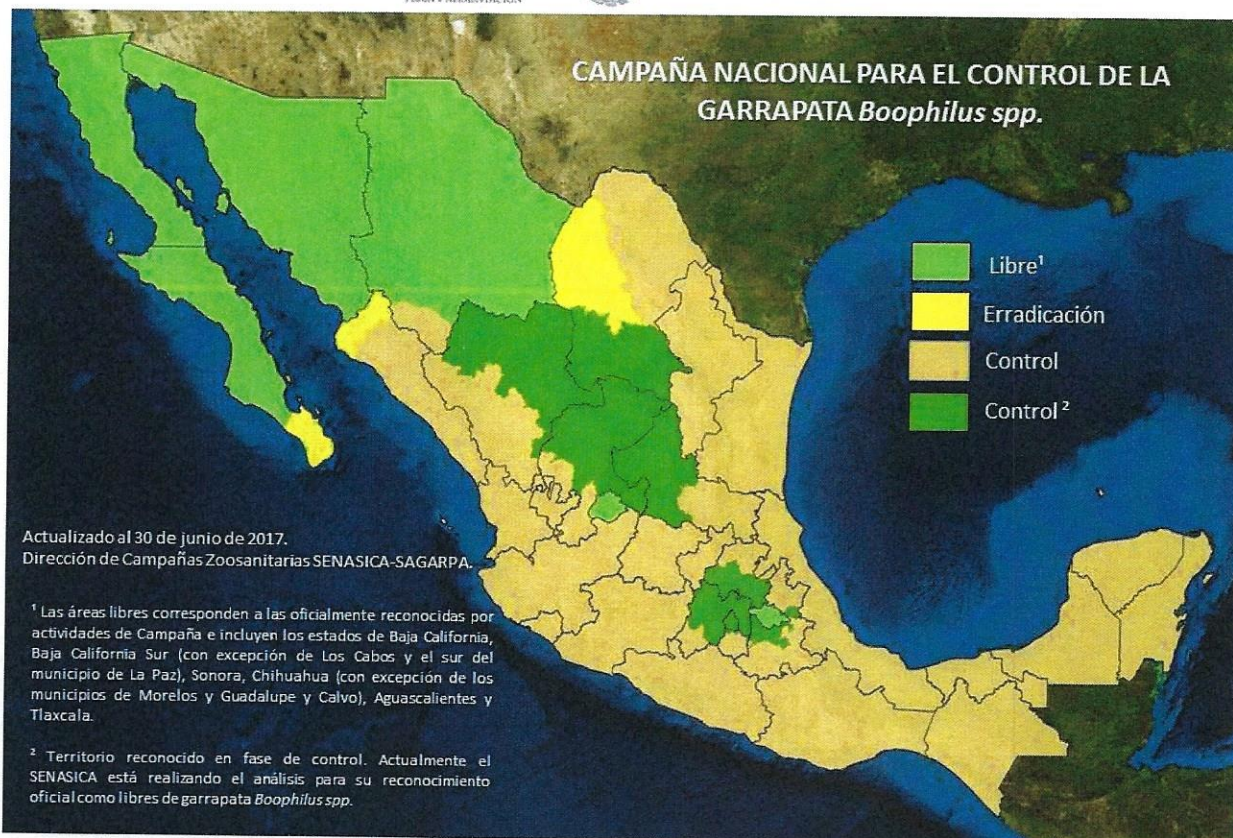 CAMPAÑA NACIONAL PARA EL CONTROL DE LA
GARRAPATA Boophilus spp.
Libre¹
Erradicación
Control
Control ²
Actualizado al 30 de junio de 2017.
Dirección de Campañas Zoosanitarias SENASICA-SAGARPA.
¹ Las áreas libres corresponden a las oficialmente reconocidas por
actividades de Campaña e incluyen los estados de Baja California,
Baja California Sur (con excepción de Los Cabos y el sur del
municipio de La Paz), Sonora, Chihuahua (con excepción de los
municipios de Morelos y Guadalupe y Calvo), Aguascalientes y
Tlaxcala.
² Territorio reconocido en fase de control. Actualmente el
SENASICA está realizando el análisis para su reconocimiento
oficial como libres de garrapata Boophilus spp.